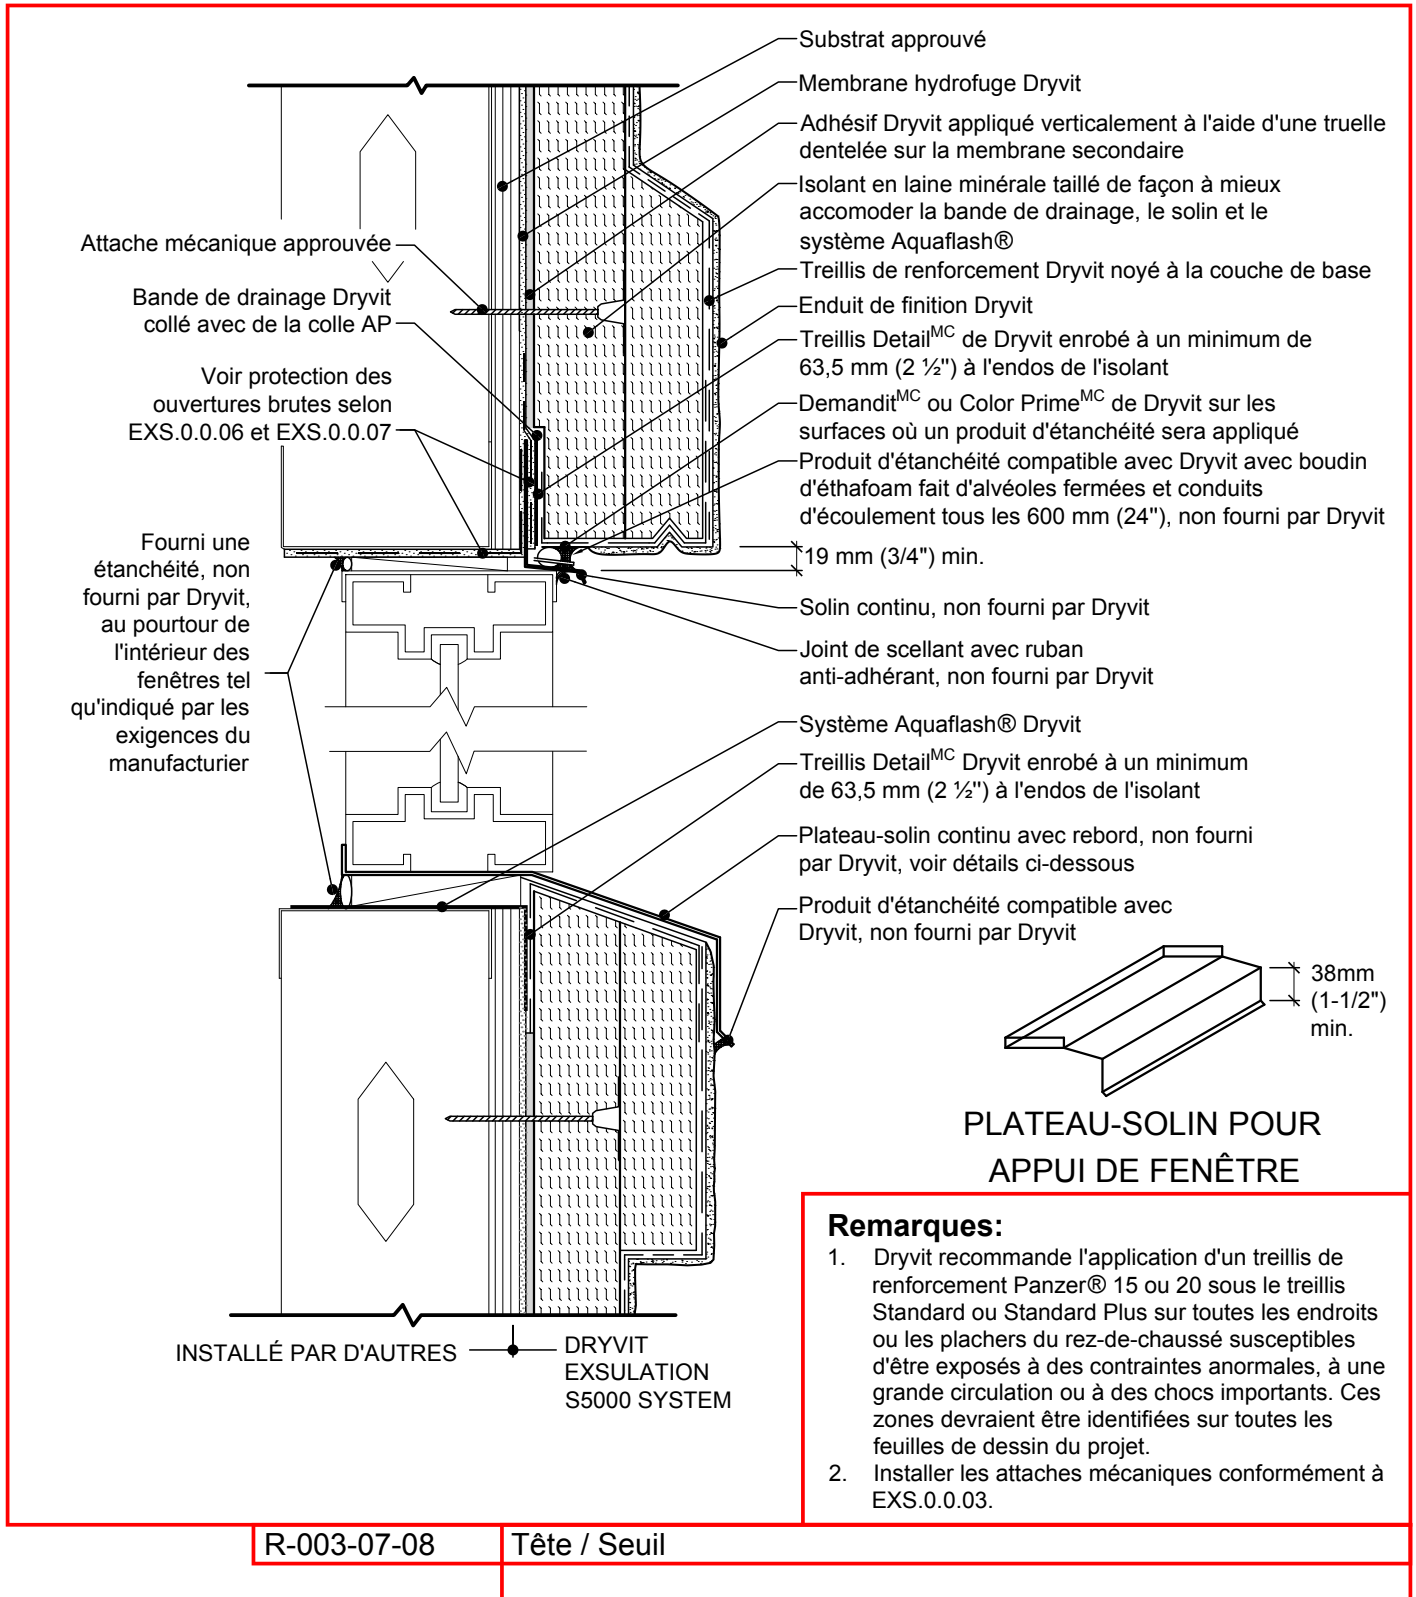 Substrat approuvé
Membrane hydrofuge Dryvit
Adhésif Dryvit appliqué verticalement à l'aide d'une truelle
dentelée sur la membrane secondaire
Isolant en laine minérale taillé de façon à mieux
accomoder la bande de drainage, le solin et le
système Aquaflash®
Treillis de renforcement Dryvit noyé à la couche de base
Enduit de finition Dryvit
Treillis Detail^MC de Dryvit enrobé à un minimum de
63,5 mm (2 ½") à l'endos de l'isolant
Demandit^MC ou Color Prime^MC de Dryvit sur les
surfaces où un produit d'étanchéité sera appliqué
Produit d'étanchéité compatible avec Dryvit avec boudin
d'éthafoam fait d'alvéoles fermées et conduits
d'écoulement tous les 600 mm (24"), non fourni par Dryvit
19 mm (3/4") min.
Solin continu, non fourni par Dryvit
Joint de scellant avec ruban
anti-adhérant, non fourni par Dryvit
Système Aquaflash® Dryvit
Treillis Detail^MC Dryvit enrobé à un minimum
de 63,5 mm (2 ½") à l'endos de l'isolant
Plateau-solin continu avec rebord, non fourni
par Dryvit, voir détails ci-dessous
Produit d'étanchéité compatible avec
Dryvit, non fourni par Dryvit
Attache mécanique approuvée
Bande de drainage Dryvit
collé avec de la colle AP
Voir protection des
ouvertures brutes selon
EXS.0.0.06 et EXS.0.0.07
Fourni une
étanchéité, non
fourni par Dryvit,
au pourtour de
l'intérieur des
fenêtres tel
qu'indiqué par les
exigences du
manufacturier
38mm
(1-1/2")
min.
PLATEAU-SOLIN POUR
APPUI DE FENÊTRE
INSTALLÉ PAR D'AUTRES
DRYVIT
EXSULATION
S5000 SYSTEM
Remarques:
1. Dryvit recommande l'application d'un treillis de
renforcement Panzer® 15 ou 20 sous le treillis
Standard ou Standard Plus sur toutes les endroits
ou les plachers du rez-de-chaussé susceptibles
d'être exposés à des contraintes anormales, à une
grande circulation ou à des chocs importants. Ces
zones devraient être identifiées sur toutes les
feuilles de dessin du projet.
2. Installer les attaches mécaniques conformément à
EXS.0.0.03.
R-003-07-08
Tête / Seuil